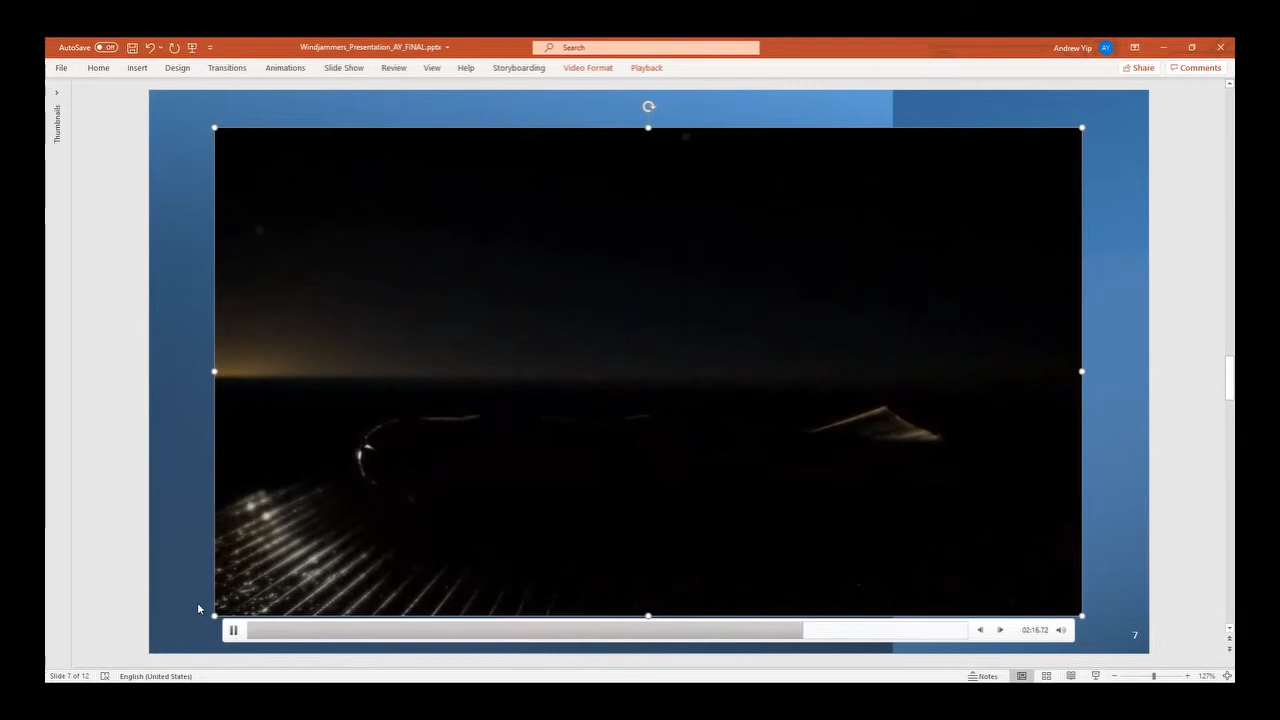 AutoSave Off Windjammers_Presentation_AY_FINAL.pptx Search Andrew Yip AY
File Home Insert Design Transitions Animations Slide Show Review View Help Storyboarding Video Format Playback Share Comments
Thumbnails
02:16.72
7
Slide 7 of 12 English (United States) Notes 127%